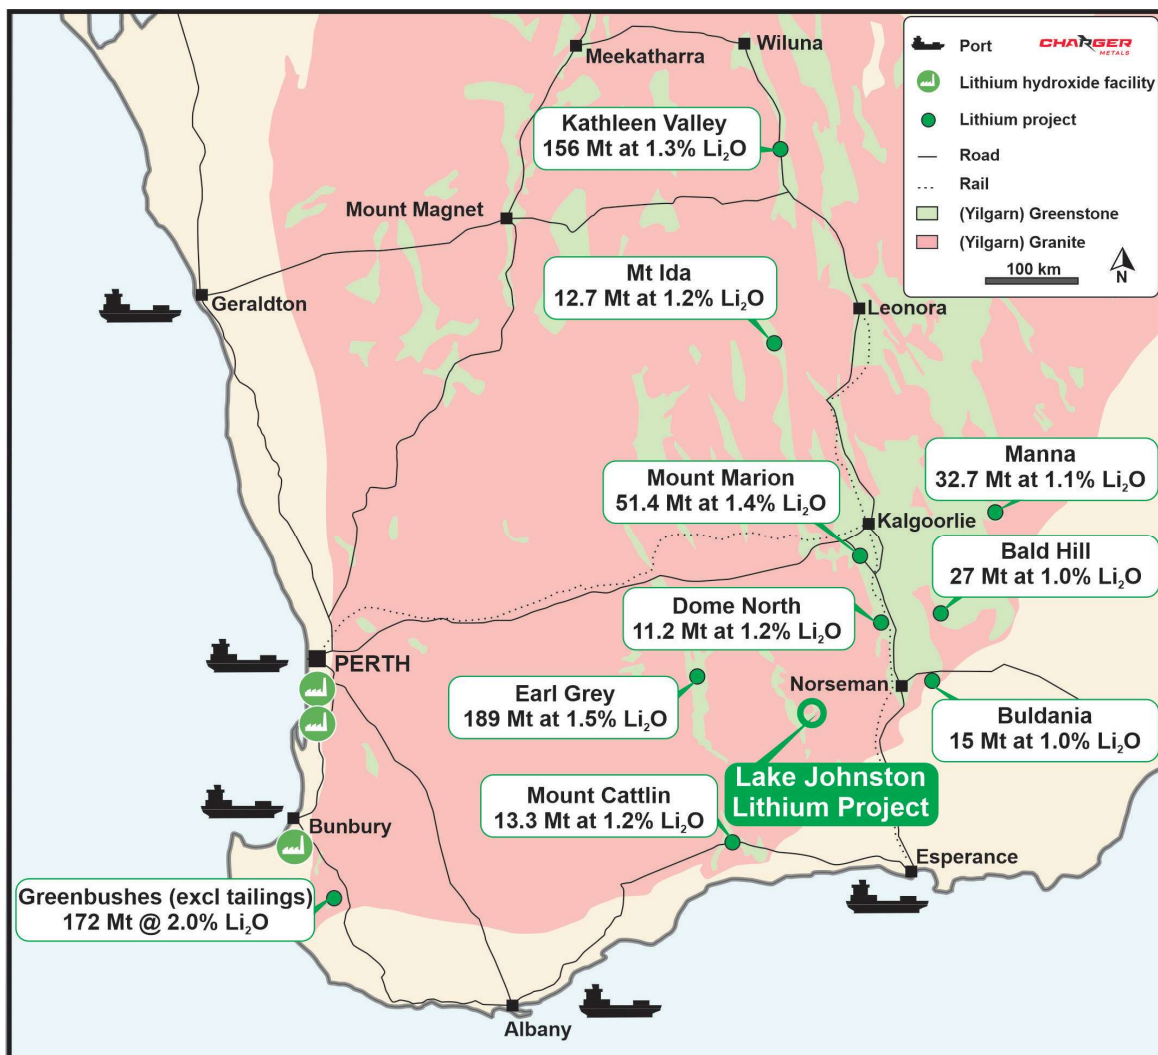 Meekatharra
Wiluna
Port
CHARGER
METALS
Lithium hydroxide facility
Lithium project
Road
Rail
(Yilgarn) Greenstone
(Yilgarn) Granite
100 km
N
Kathleen Valley
156 Mt at 1.3% Li₂O
Mount Magnet
Mt Ida
12.7 Mt at 1.2% Li₂O
Geraldton
Leonora
Manna
32.7 Mt at 1.1% Li₂O
Mount Marion
51.4 Mt at 1.4% Li₂O
Kalgoorlie
Bald Hill
27 Mt at 1.0% Li₂O
Dome North
11.2 Mt at 1.2% Li₂O
PERTH
Earl Grey
189 Mt at 1.5% Li₂O
Norseman
Buldania
15 Mt at 1.0% Li₂O
Lake Johnston
Lithium Project
Mount Cattlin
13.3 Mt at 1.2% Li₂O
Bunbury
Esperance
Greenbushes (excl tailings)
172 Mt @ 2.0% Li₂O
Albany